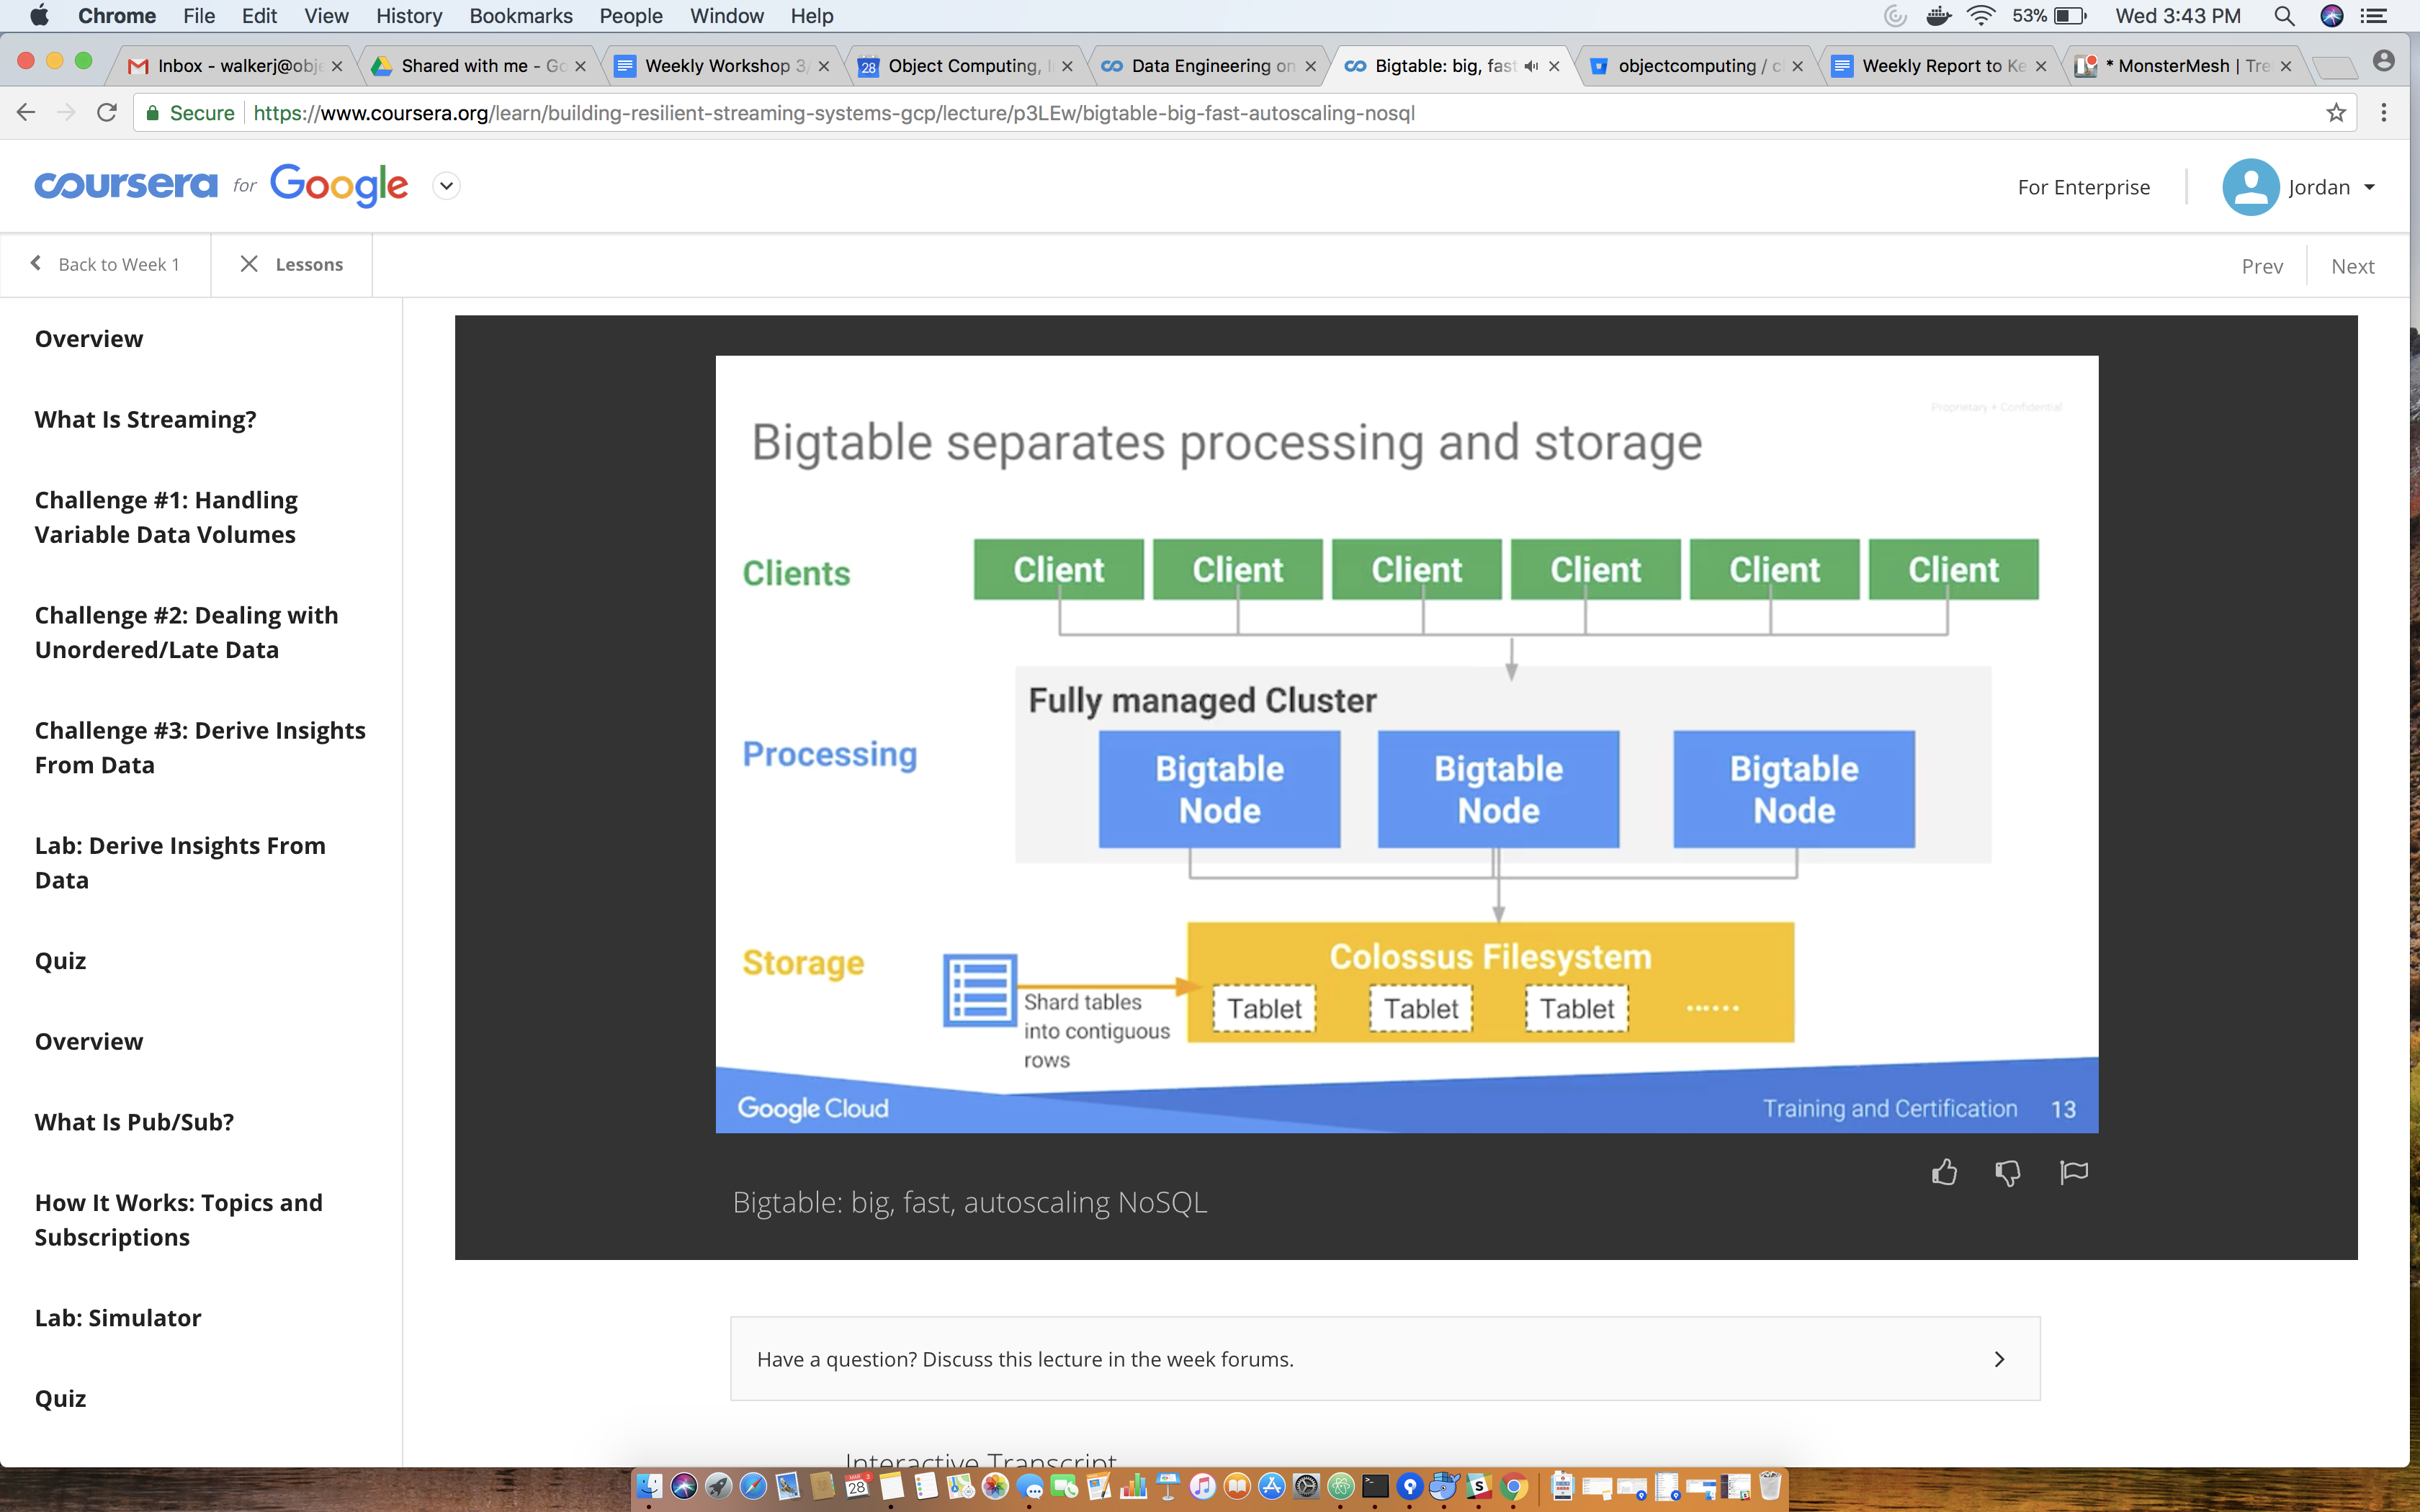 Chrome File Edit View History Bookmarks People Window Help 53% Wed 3:43 PM
Inbox - walkerj@obje Shared with me - Go Weekly Workshop 3/ Object Computing, I Data Engineering on Bigtable: big, fast objectcomputing / cl Weekly Report to Ke * MonsterMesh | Tre
Secure https://www.coursera.org/learn/building-resilient-streaming-systems-gcp/lecture/p3LEw/bigtable-big-fast-autoscaling-nosql
coursera for Google For Enterprise Jordan
Back to Week 1 Lessons Prev Next
Overview
What Is Streaming?
Challenge #1: Handling
Variable Data Volumes
Challenge #2: Dealing with
Unordered/Late Data
Challenge #3: Derive Insights
From Data
Lab: Derive Insights From
Data
Quiz
Overview
What Is Pub/Sub?
How It Works: Topics and
Subscriptions
Lab: Simulator
Quiz
Proprietary + Confidential
Bigtable separates processing and storage
Clients Client Client Client Client Client Client
Fully managed Cluster
Processing
Bigtable
Node
Bigtable
Node
Bigtable
Node
Storage
Colossus Filesystem
Shard tables
into contiguous
rows
Tablet Tablet Tablet ......
Google Cloud Training and Certification 13
Bigtable: big, fast, autoscaling NoSQL
Have a question? Discuss this lecture in the week forums.
Interactive Transcript